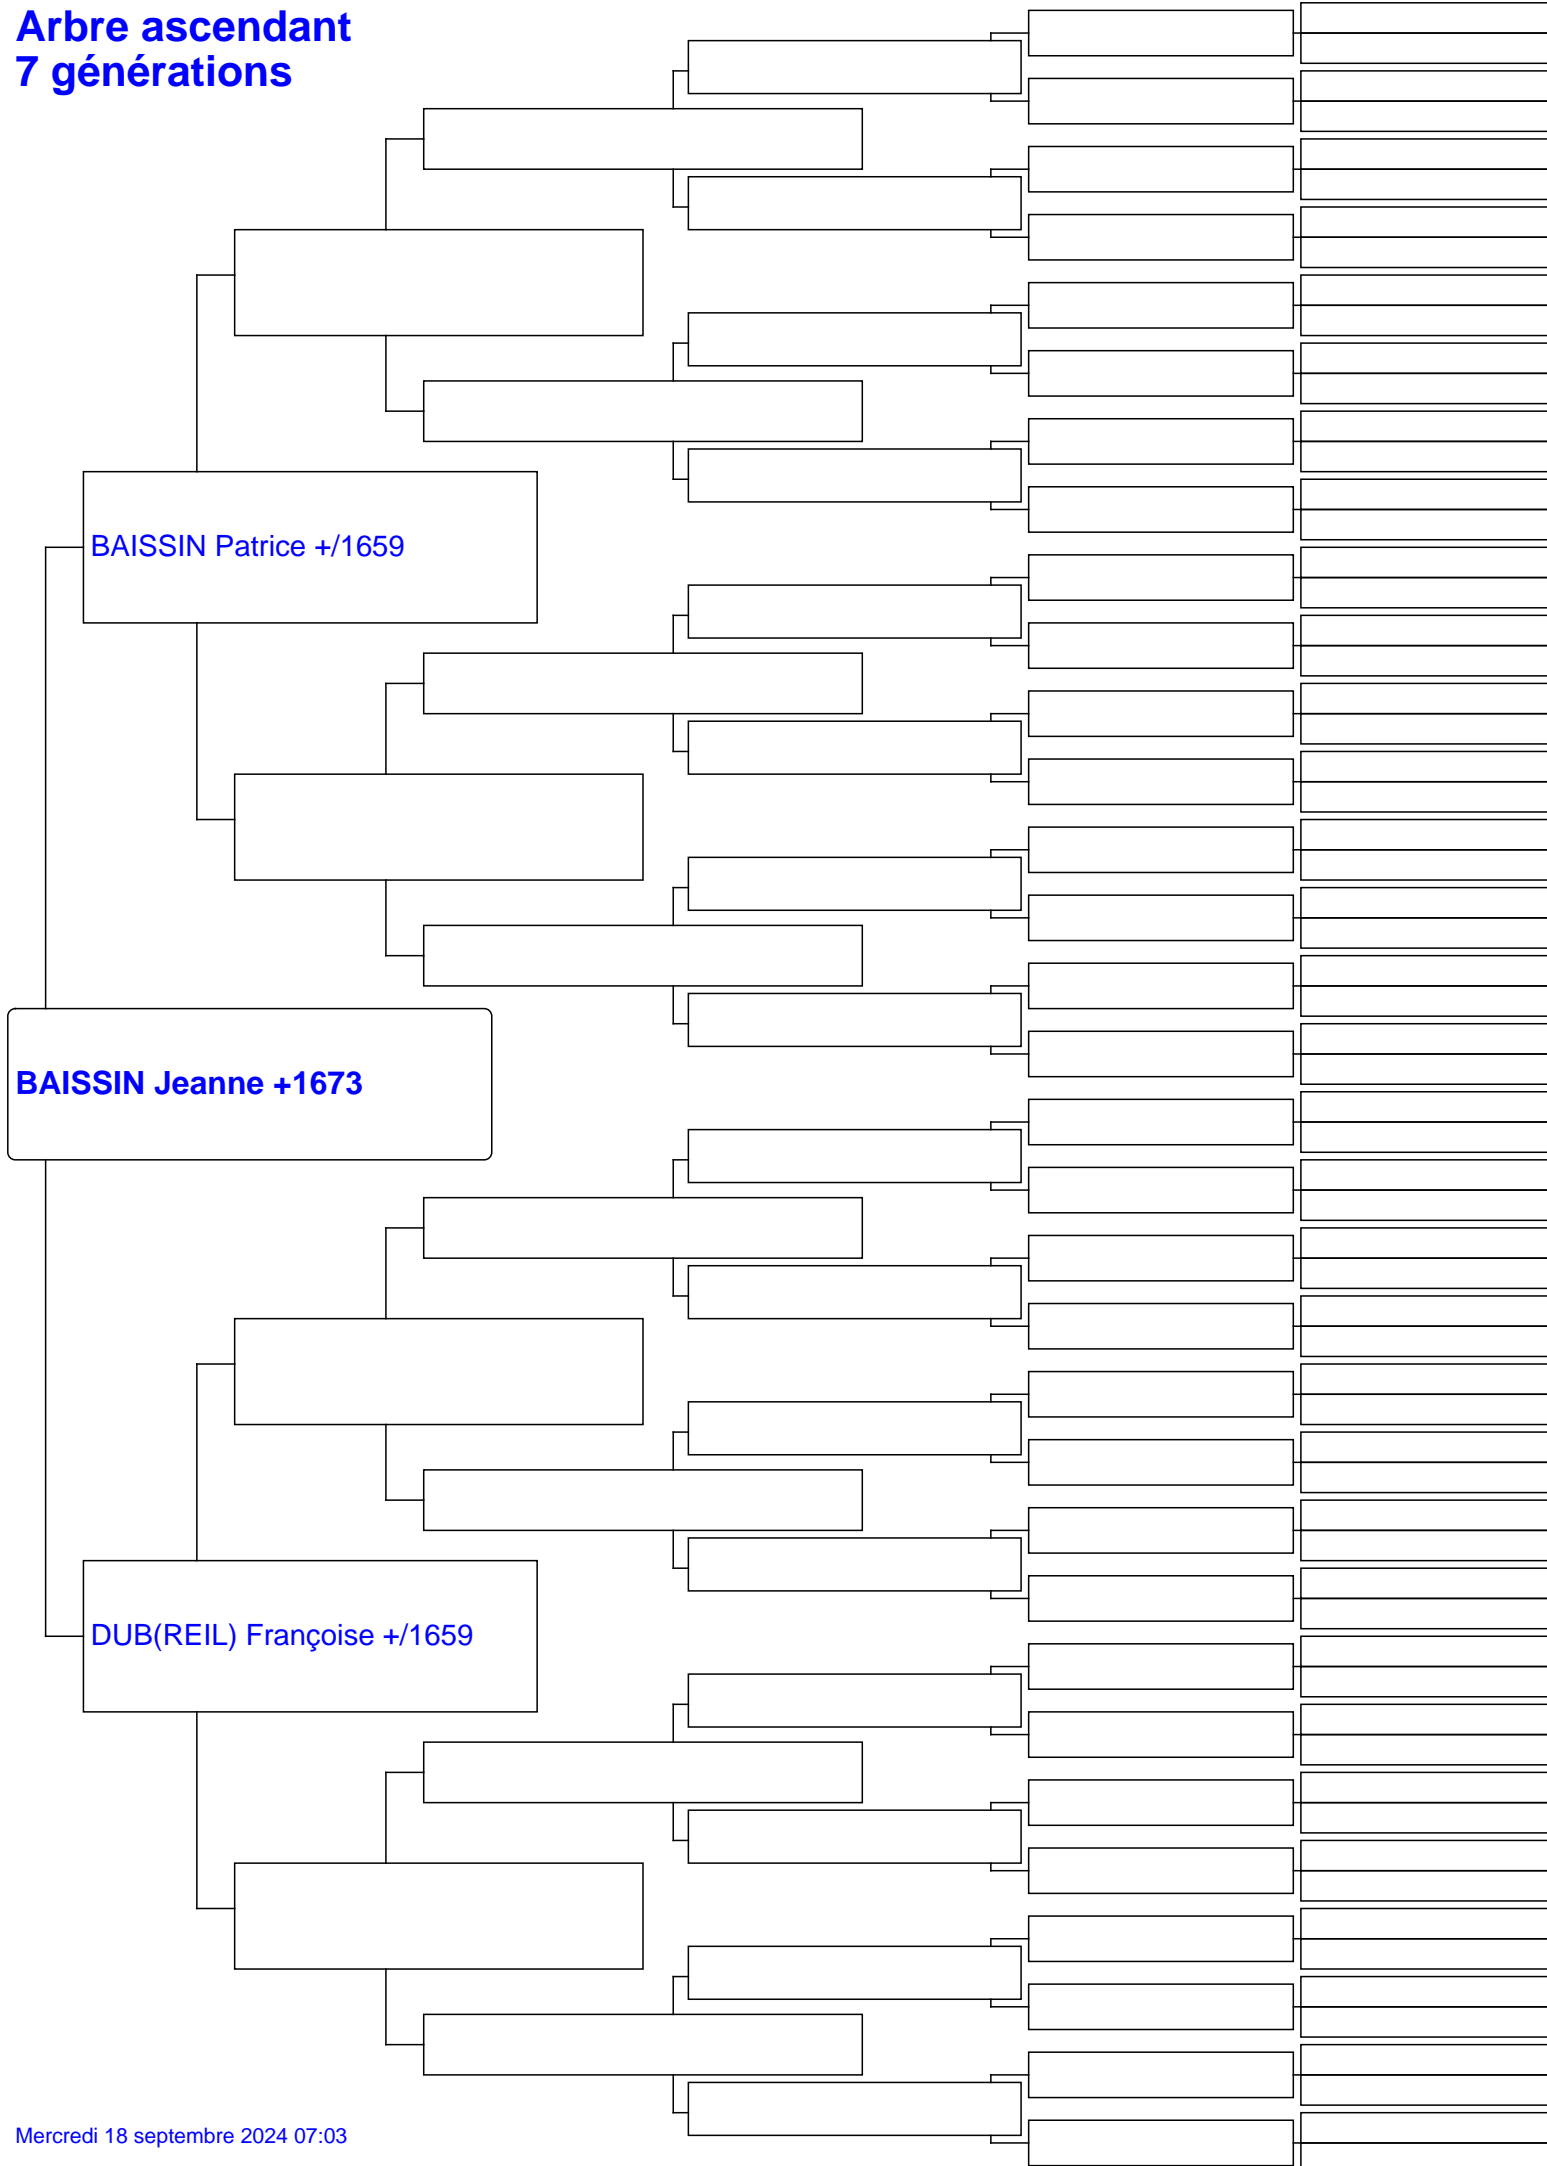 Arbre ascendant
7 générations
BAISSIN Patrice +/1659
BAISSIN Jeanne +1673
DUB(REIL) Françoise +/1659
Mercredi 18 septembre 2024 07:03